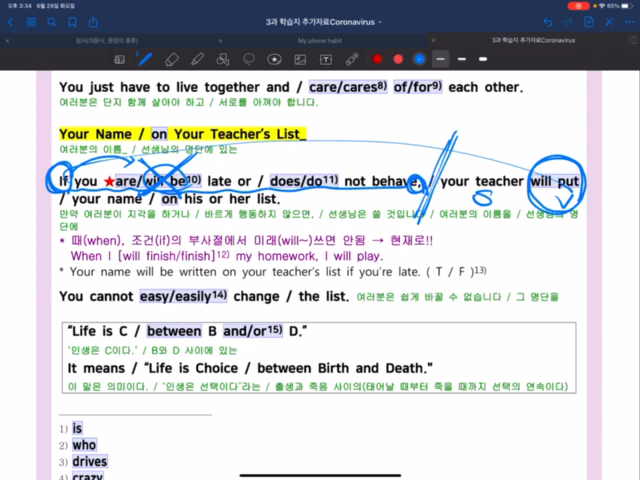 오후 3:34 6월 29일 화요일
65%
3과 학습지 추가자료Coronavirus
My phone habit
3과 학습지 추가자료Coronavirus
You just have to live together and / care/cares8) of/for9) each other.
여러분은 단지 함께 살아야 하고 / 서로를 아껴야 합니다.
Your Name / on Your Teacher's List_
여러분의 이름_ / 선생님의 명단에 있는
If you ★are/will be10) late or / does/do11) not behave, / your teacher will put
S V
/ your name / on his or her list.
만약 여러분이 지각을 하거나 / 바르게 행동하지 않으면, / 선생님은 쓸 것입니다 / 여러분의 이름을 / 선생님의 명
단에
* 때(when), 조건(if)의 부사절에서 미래(will~)쓰면 안됨 → 현재로!!
When I [will finish/finish]12) my homework, I will play.
* Your name will be written on your teacher's list if you're late. ( T / F )13)
You cannot easy/easily14) change / the list. 여러분은 쉽게 바꿀 수 없습니다 / 그 명단을
"Life is C / between B and/or15) D."
'인생은 C이다.' / B와 D 사이에 있는
It means / "Life is Choice / between Birth and Death."
이 말은 의미이다. / '인생은 선택이다'라는 / 출생과 죽음 사이의(태어날 때부터 죽을 때까지 선택의 연속이다)
1) is
2) who
3) drives
4) crazy